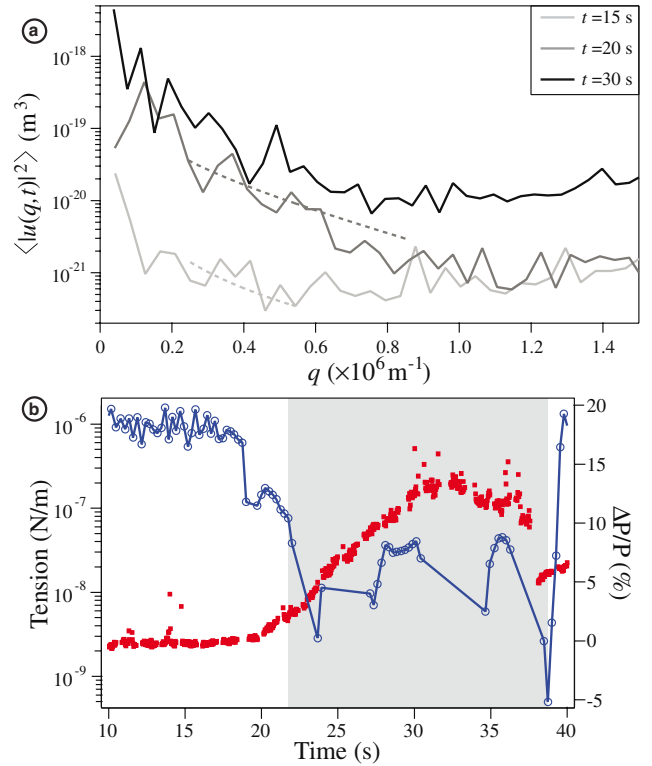 a
t =15 s
t =20 s
t =30 s
10^-18
10^-19
10^-20
10^-21
⟨|u(q,t)|^2⟩ (m^3)
0 0.2 0.4 0.6 0.8 1.0 1.2 1.4
q (×10^6 m^-1)
b
10^-6
10^-7
10^-8
10^-9
Tension (N/m)
20
15
10
5
0
-5
ΔP/P (%)
10 15 20 25 30 35 40
Time (s)